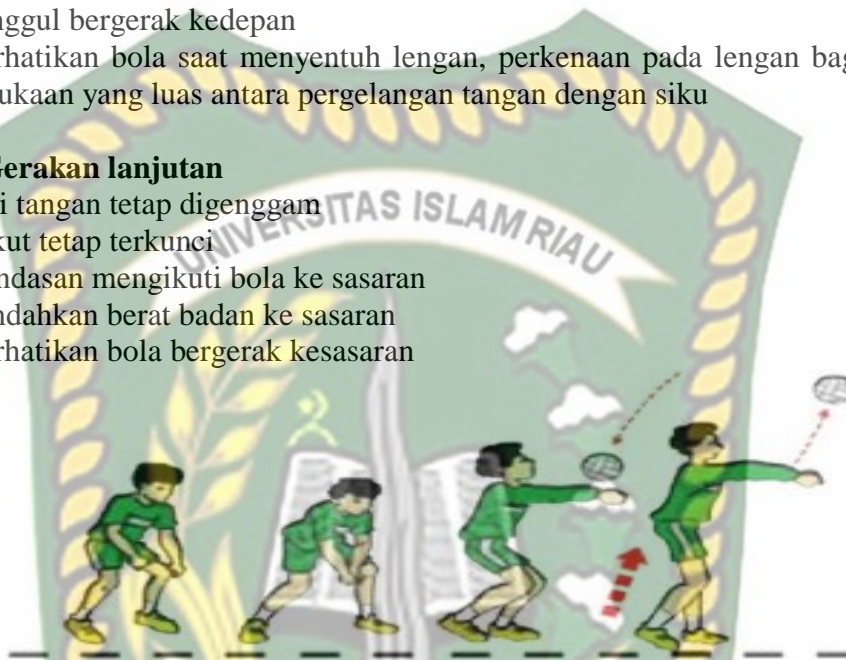 nggul bergerak kedepan
rhatikan bola saat menyentuh lengan, perkenaan pada lengan bag
ukaan yang luas antara pergelangan tangan dengan siku
Gerakan lanjutan
i tangan tetap digenggam
kut tetap terkunci
ndasan mengikuti bola ke sasaran
ndahkan berat badan ke sasaran
rhatikan bola bergerak kesasaran
UNIVERSITAS ISLAM RIAU